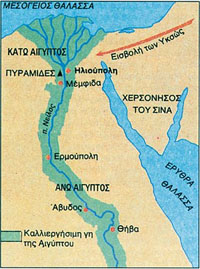 ΜΕΣΟΓΕΙΟΣ ΘΑΛΑΣΣΑ
Εισβολή των Υκσώς
ΚΑΤΩ ΑΙΓΥΠΤΟΣ
Ηλιούπολη
ΠΥΡΑΜΙΔΕΣ
Μέμφιδα
ΧΕΡΣΟΝΗΣΟΣ
ΤΟΥ ΣΙΝΑ
π. Νείλος
Ερμούπολη
ΕΡΥΘΡΑ
ΘΑΛΑΣΣΑ
ΑΝΩ ΑΙΓΥΠΤΟΣ
Άβυδος
Θήβα
Καλλιεργήσιμη γη
της Αιγύπτου